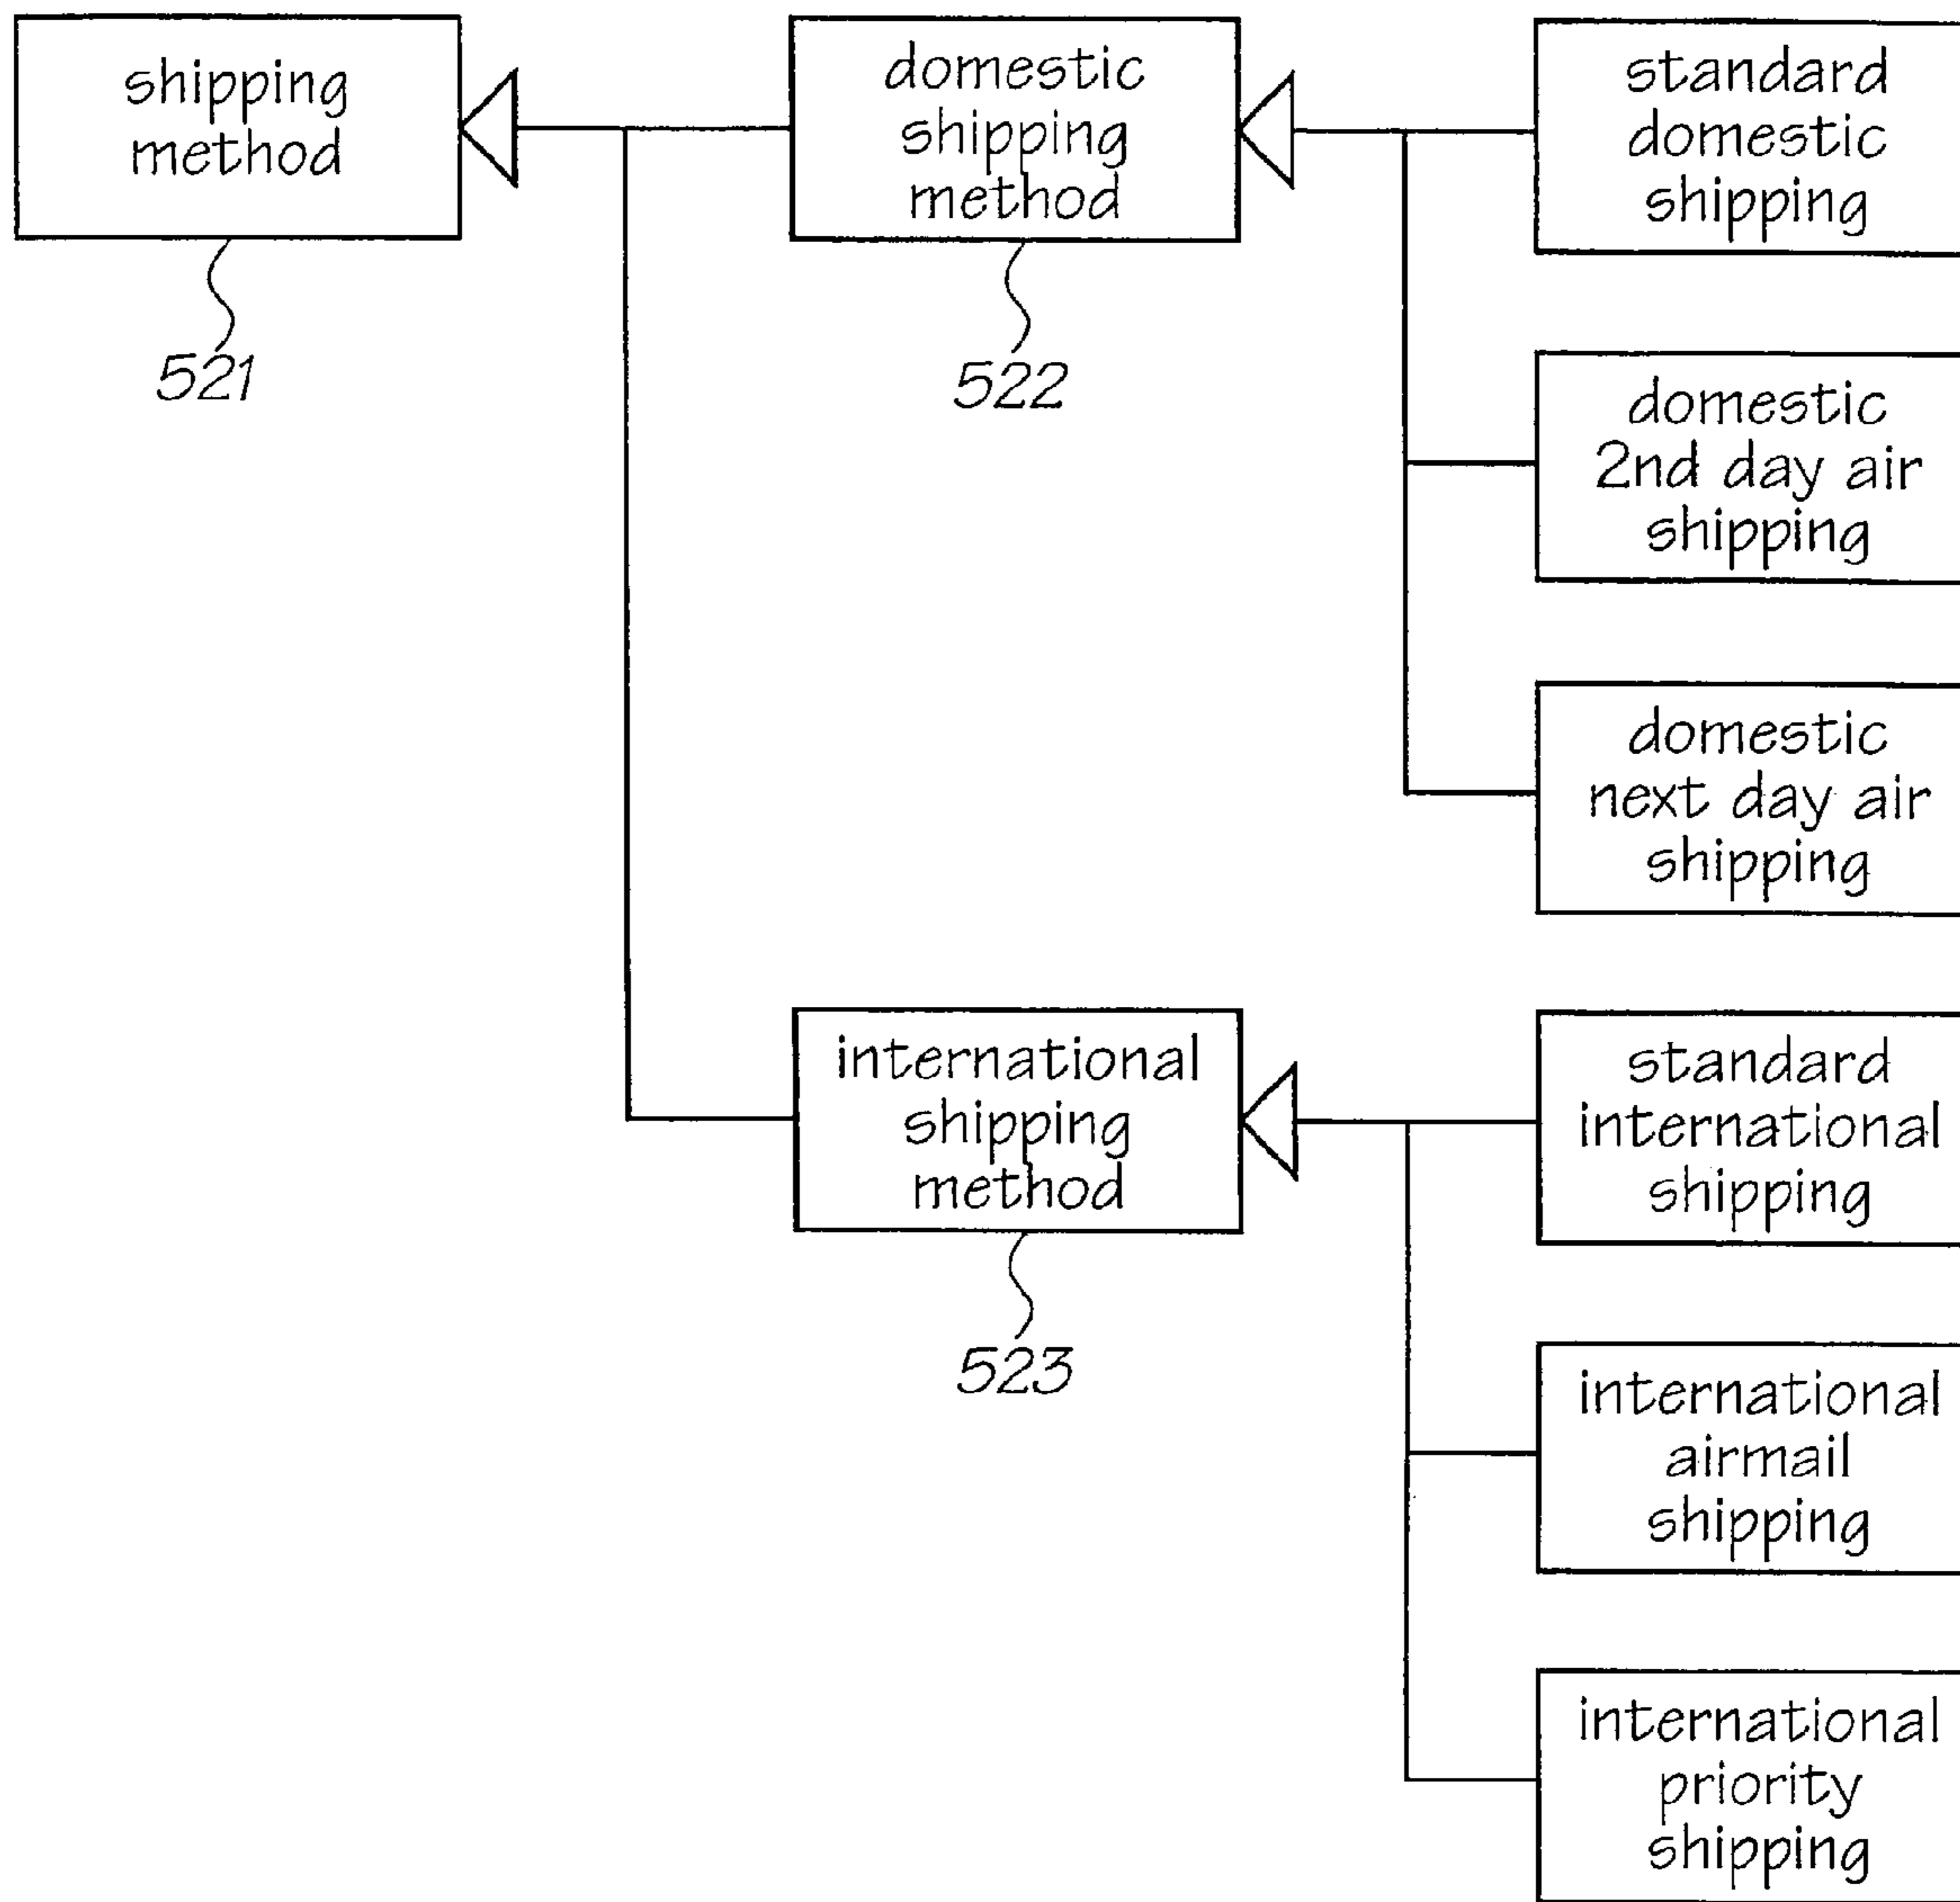 shipping
method
521
domestic
shipping
method
522
standard
domestic
shipping
domestic
2nd day air
shipping
domestic
next day air
shipping
international
shipping
method
523
standard
international
shipping
international
airmail
shipping
international
priority
shipping